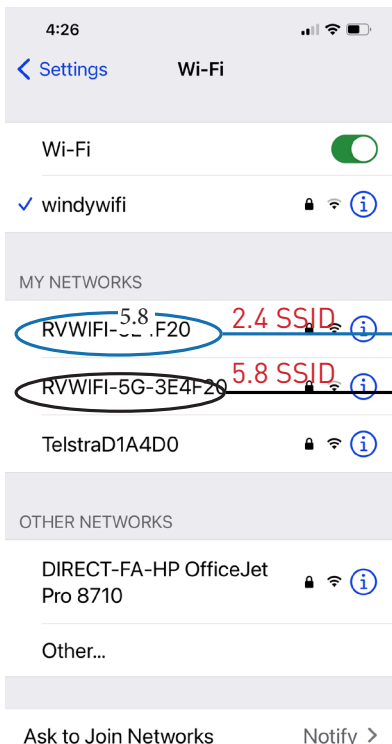 4:26
Settings Wi-Fi
Wi-Fi
windywifi
MY NETWORKS
5.8
2.4 SSID
5.8 SSID
RVWIFI-5G-3E4F20
TelstraD1A4D0
OTHER NETWORKS
DIRECT-FA-HP OfficeJet
Pro 8710
Other...
Ask to Join Networks Notify